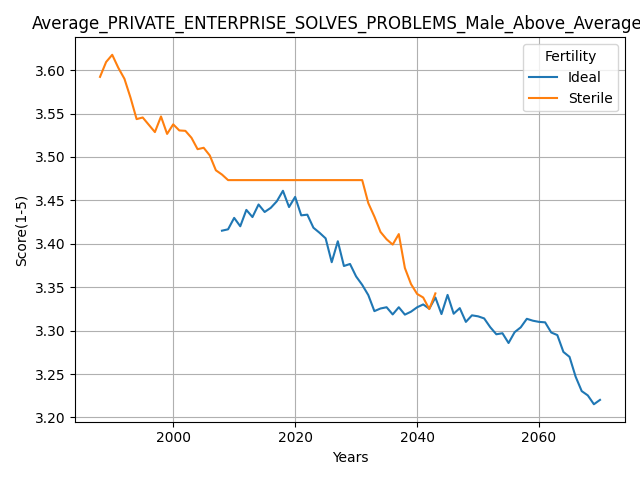 Average_PRIVATE_ENTERPRISE_SOLVES_PROBLEMS_Male_Above_Average
Fertility
Ideal
Sterile
Score(1-5)
3.60
3.55
3.50
3.45
3.40
3.35
3.30
3.25
3.20
2000 2020 2040 2060
Years